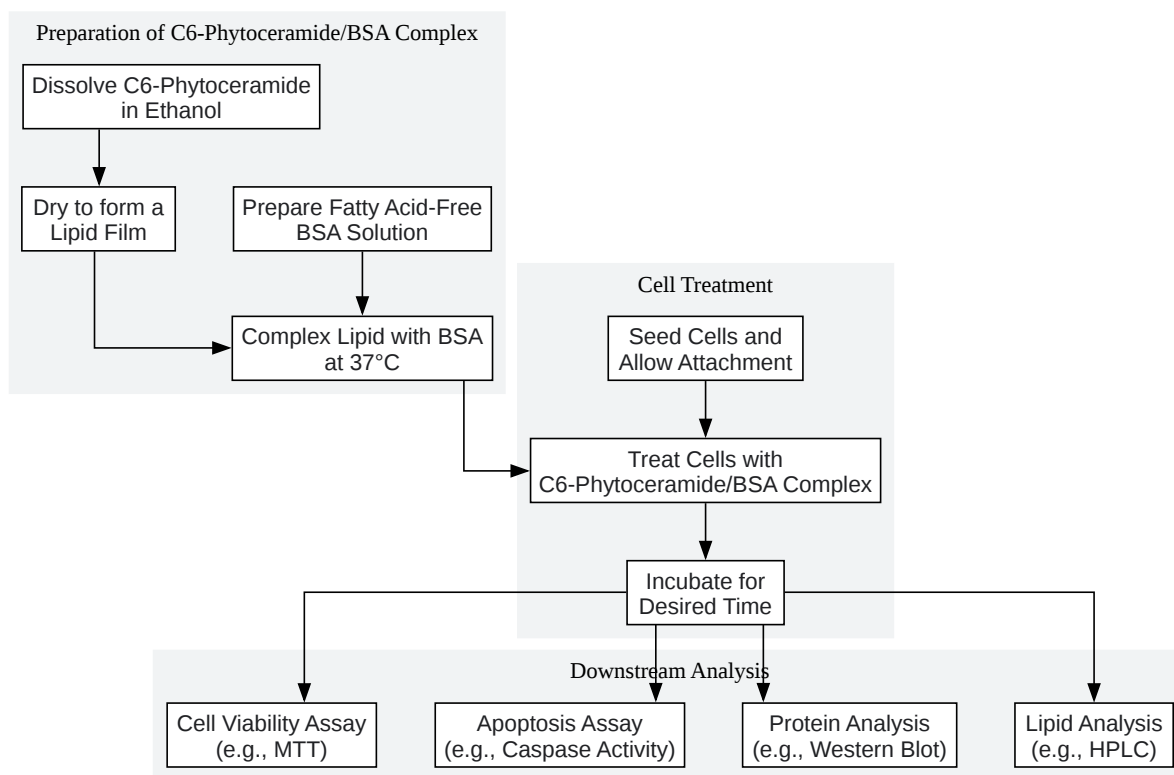 Preparation of C6-Phytoceramide/BSA Complex
Dissolve C6-Phytoceramide
in Ethanol
Dry to form a
Lipid Film
Prepare Fatty Acid-Free
BSA Solution
Complex Lipid with BSA
at 37°C
Cell Treatment
Seed Cells and
Allow Attachment
Treat Cells with
C6-Phytoceramide/BSA Complex
Incubate for
Desired Time
Downstream Analysis
Cell Viability Assay
(e.g., MTT)
Apoptosis Assay
(e.g., Caspase Activity)
Protein Analysis
(e.g., Western Blot)
Lipid Analysis
(e.g., HPLC)